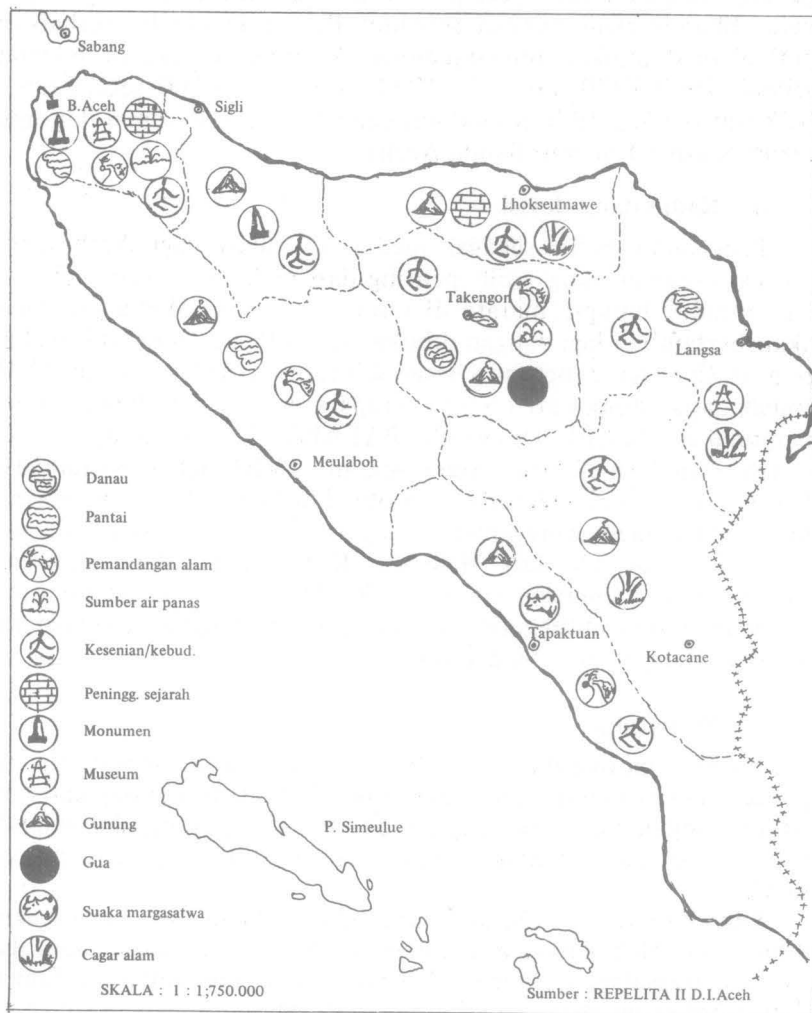 Sabang
B.Aceh
Sigli
Lhokseumawe
Takengon
Langsa
Meulaboh
Danau
Pantai
Pemandangan alam
Sumber air panas
Kesenian/kebud.
Peningg. sejarah
Monumen
Museum
Gunung
Gua
Suaka margasatwa
Cagar alam
Tapaktuan
Kotacane
P. Simeulue
SKALA : 1 : 1;750.000
Sumber : REPELITA II D.I.Aceh